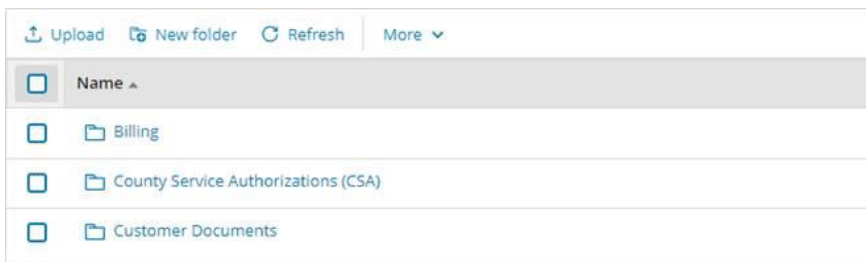 Upload New folder Refresh More
Name
Billing
County Service Authorizations (CSA)
Customer Documents